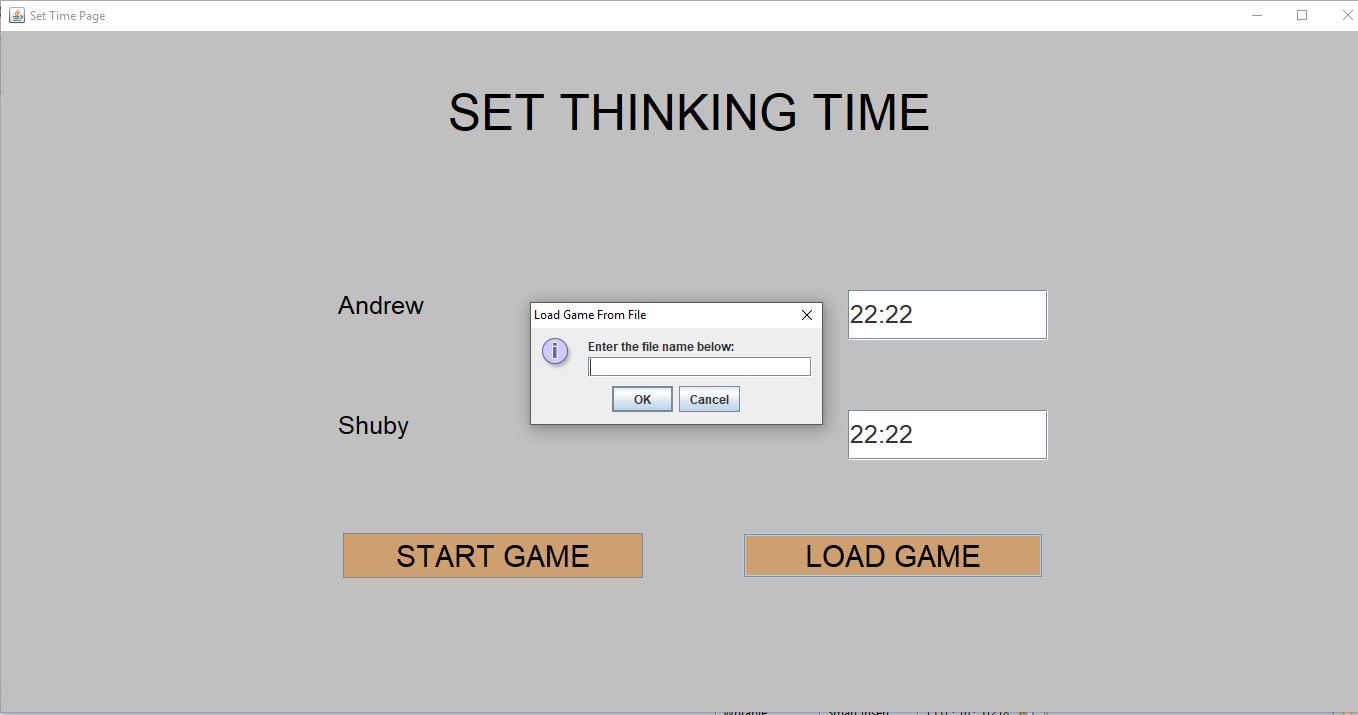 Set Time Page
SET THINKING TIME
Andrew
22:22
Load Game From File
Enter the file name below:
OK
Cancel
Shuby
22:22
START GAME
LOAD GAME